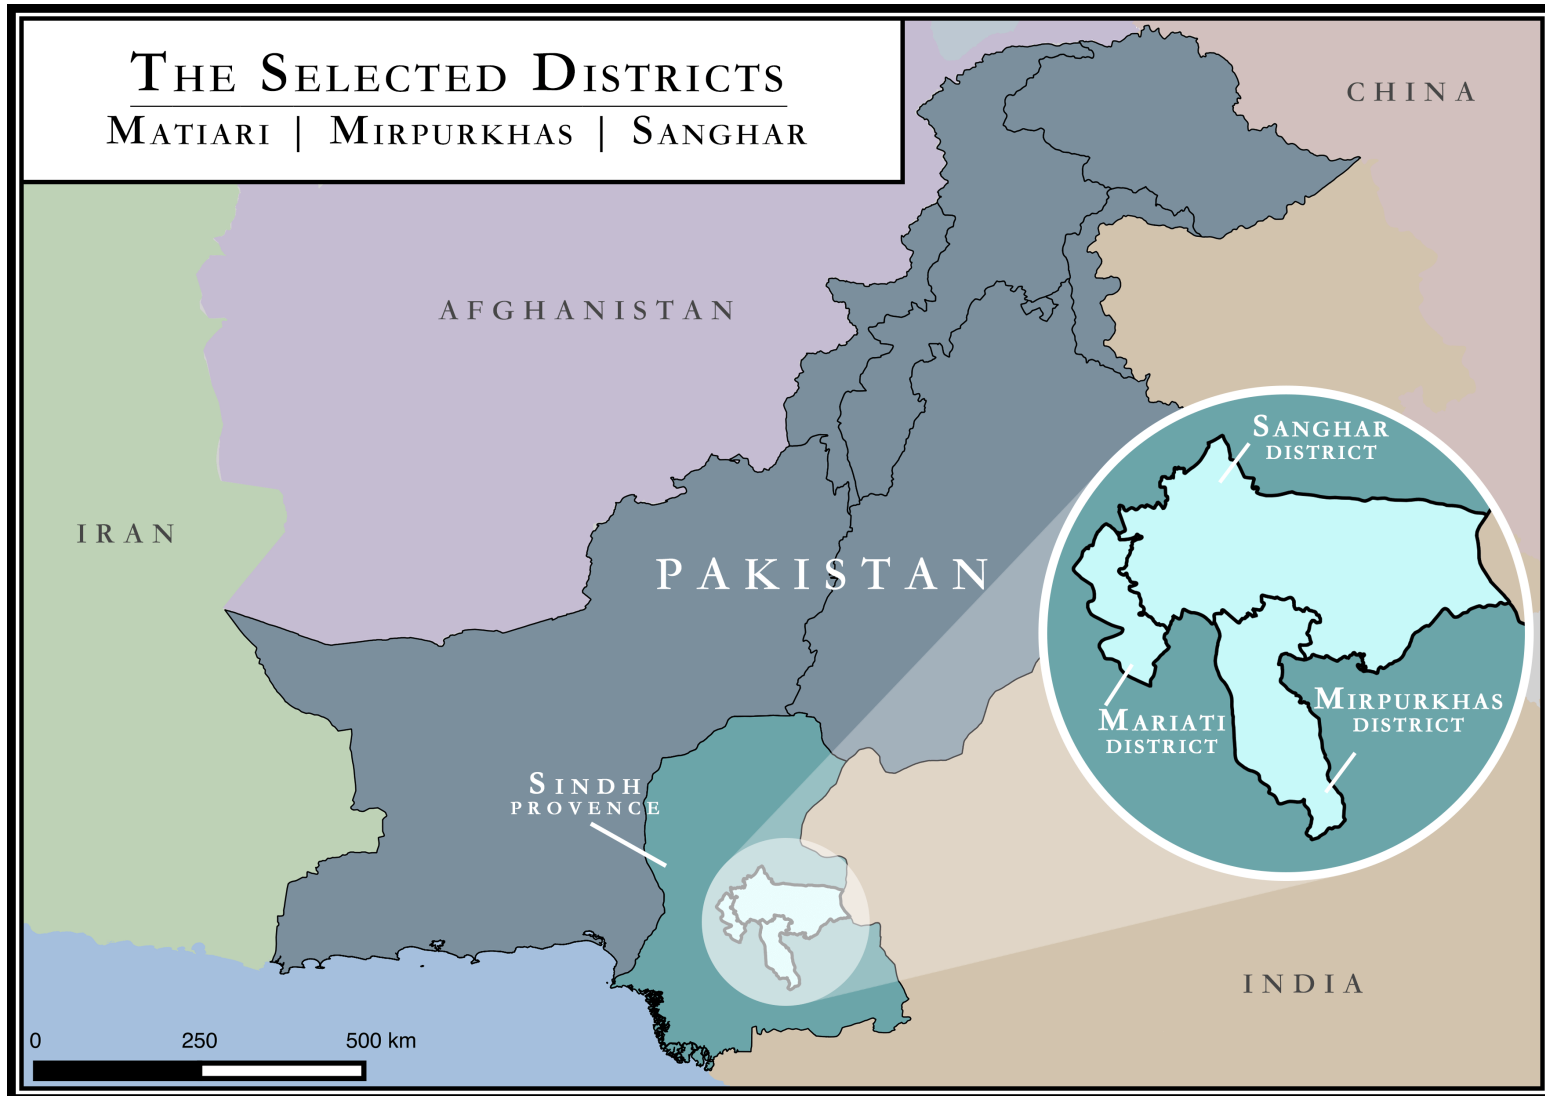 THE SELECTED DISTRICTS
MATIARI | MIRPURKHAS | SANGHAR
CHINA
AFGHANISTAN
SANGHAR
DISTRICT
IRAN
PAKISTAN
MIRPURKHAS
DISTRICT
MARIATI
DISTRICT
SINDH
PROVENCE
INDIA
0 250 500 km